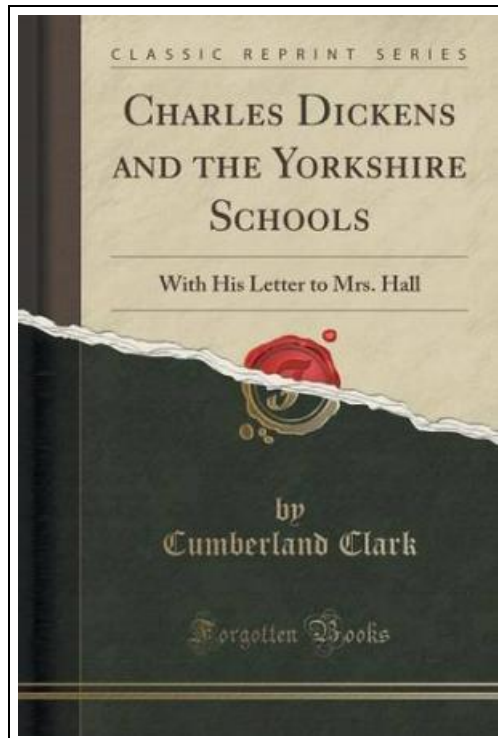 CLASSIC REPRINT SERIES
CHARLES DICKENS
AND THE YORKSHIRE
SCHOOLS
With His Letter to Mrs. Hall
F
by
Cumberland Clark
Forgotten Books